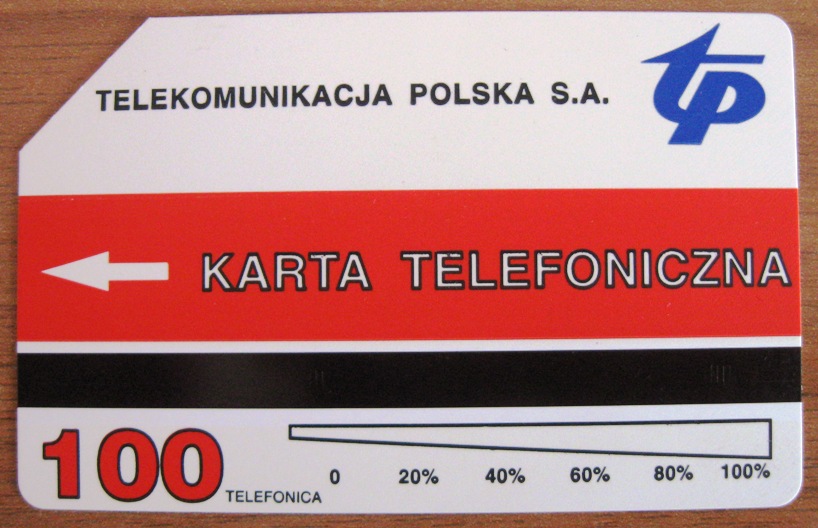 TELEKOMUNIKACJA POLSKA S.A.
tp
KARTA TELEFONICZNA
100 TELEFONICA
0 20% 40% 60% 80% 100%